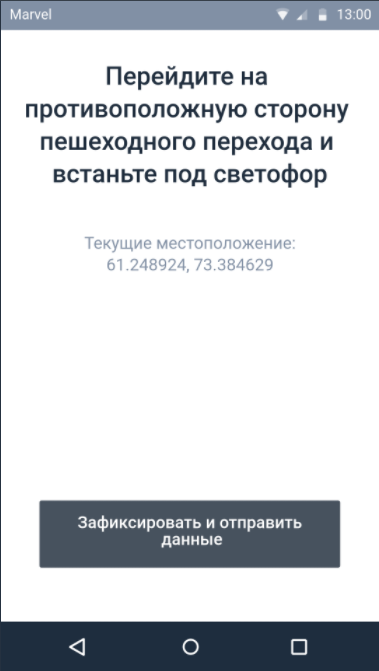 Marvel 13:00
Перейдите на
противоположную сторону
пешеходного перехода и
встаньте под светофор
Текущие местоположение:
61.248924, 73.384629
Зафиксировать и отправить
данные